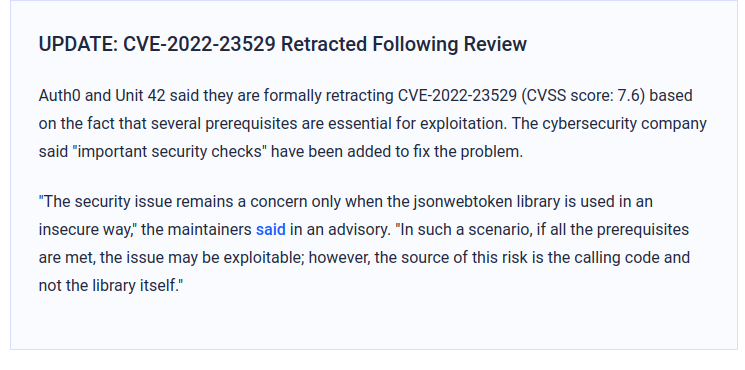 UPDATE: CVE-2022-23529 Retracted Following Review
Auth0 and Unit 42 said they are formally retracting CVE-2022-23529 (CVSS score: 7.6) based
on the fact that several prerequisites are essential for exploitation. The cybersecurity company
said "important security checks" have been added to fix the problem.
"The security issue remains a concern only when the jsonwebtoken library is used in an
insecure way," the maintainers said in an advisory. "In such a scenario, if all the prerequisites
are met, the issue may be exploitable; however, the source of this risk is the calling code and
not the library itself."